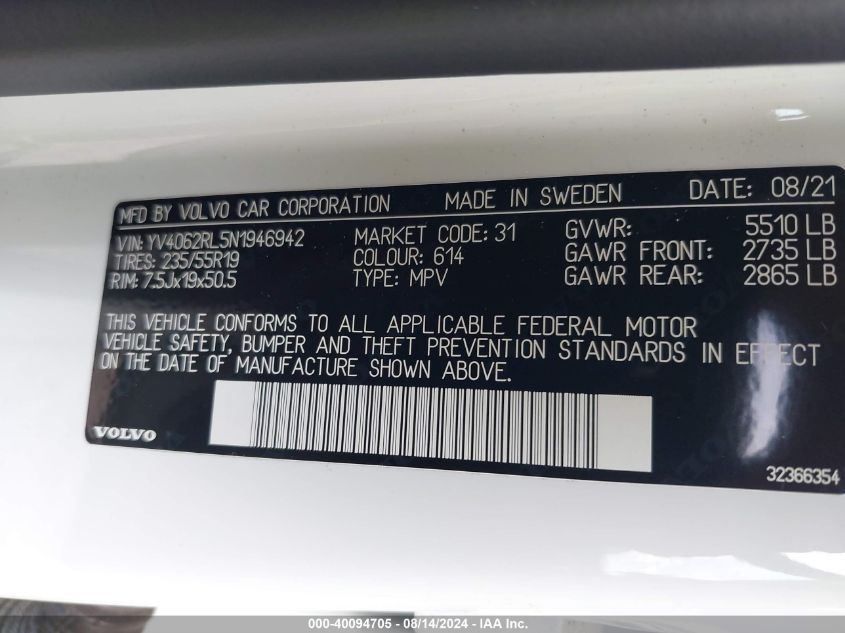 MFD BY VOLVO CAR CORPORATION MADE IN SWEDEN DATE: 08/21
VIN: YV4062RL5N1946942 MARKET CODE: 31 GVWR: 5510 LB
TIRES: 235/55R19 COLOUR: 614 GAWR FRONT: 2735 LB
RIM: 7.5Jx19x50.5 TYPE: MPV GAWR REAR: 2865 LB
THIS VEHICLE CONFORMS TO ALL APPLICABLE FEDERAL MOTOR
VEHICLE SAFETY, BUMPER AND THEFT PREVENTION STANDARDS IN EFFECT
ON THE DATE OF MANUFACTURE SHOWN ABOVE.
VOLVO
32366354
000-40094705 - 08/14/2024 - IAA Inc.